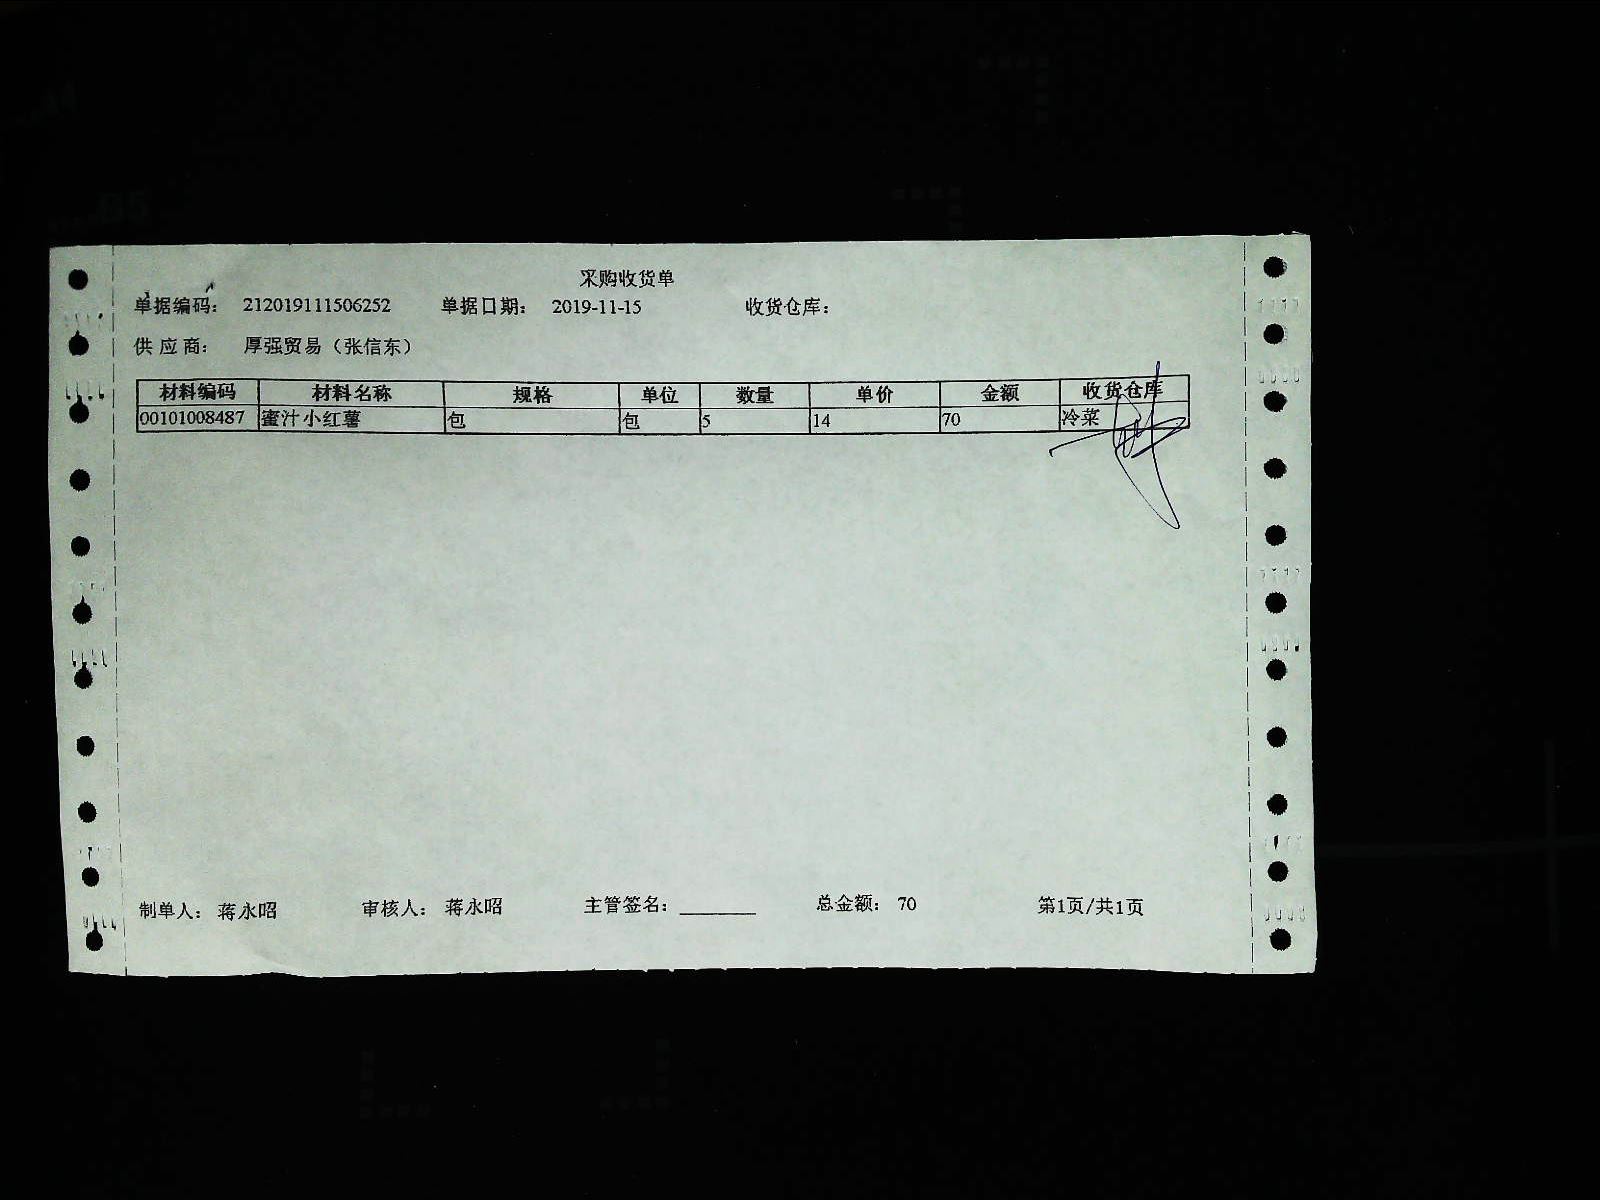 采购收货单
单据编码： 212019111506252 单据日期： 2019-11-15 收货仓库：
供应商： 厚强贸易（张信东）
材料编码 材料名称 规格 单位 数量 单价 金额 收货仓库
00101008487 蜜汁小红薯 包 包 5 14 70 冷菜
制单人： 蒋永昭 审核人： 蒋永昭 主管签名：________ 总金额： 70 第1页/共1页